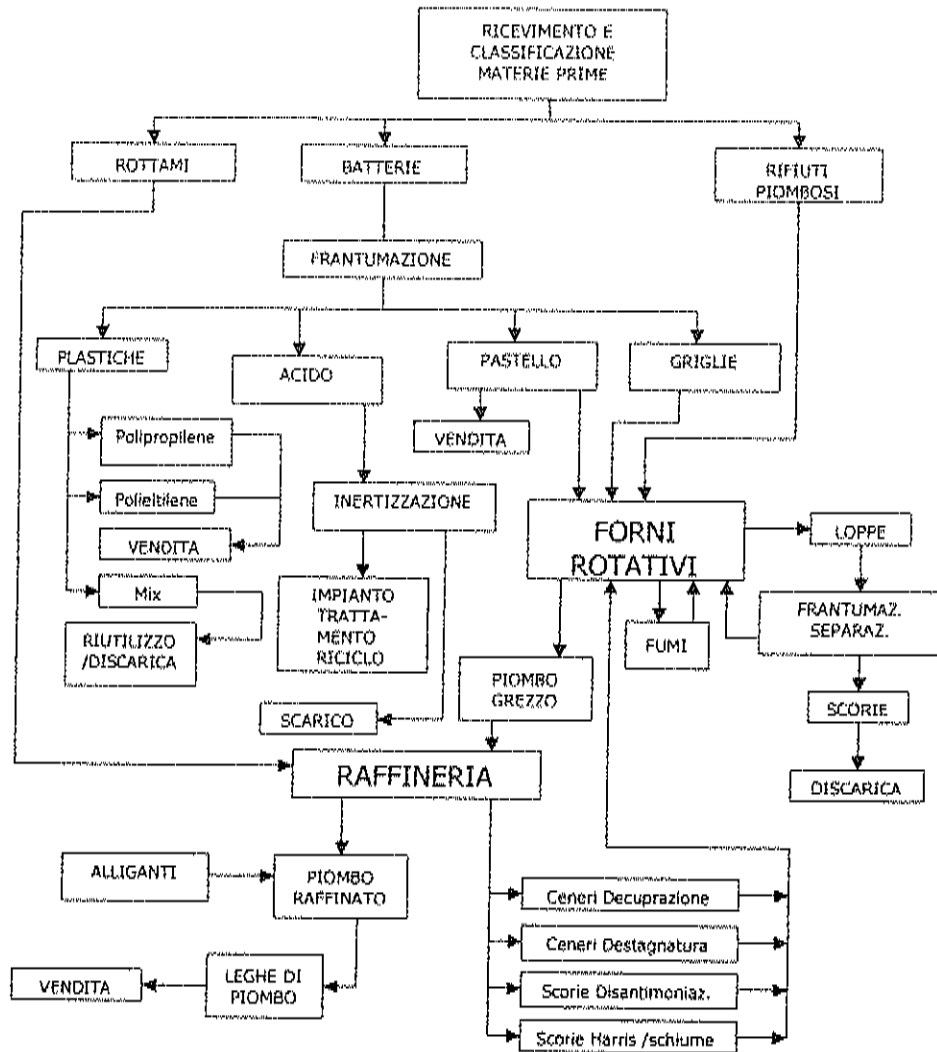 RICEVIMENTO E
CLASSIFICAZIONE
MATERIE PRIME
ROTTAMI
BATTERIE
RIFIUTI
PIOMBOSI
FRANTUMAZIONE
PLASTICHE
ACIDO
PASTELLO
GRIGLIE
Polipropilene
VENDITA
Polieltilene
INERTIZZAZIONE
FORNI
ROTATIVI
LOPPE
VENDITA
Mix
IMPIANTO
TRATTA-
MENTO
RICICLO
FRANTUMAZ.
SEPARAZ.
RIUTILIZZO
/DISCARICA
FUMI
PIOMBO
GREZZO
SCARICO
SCORIE
RAFFINERIA
DISCARICA
ALLIGANTI
PIOMBO
RAFFINATO
Ceneri Decuprazione
Ceneri Destagnatura
VENDITA
LEGHE DI
PIOMBO
Scorie Disantimoniaz.
Scorie Harris /schiume